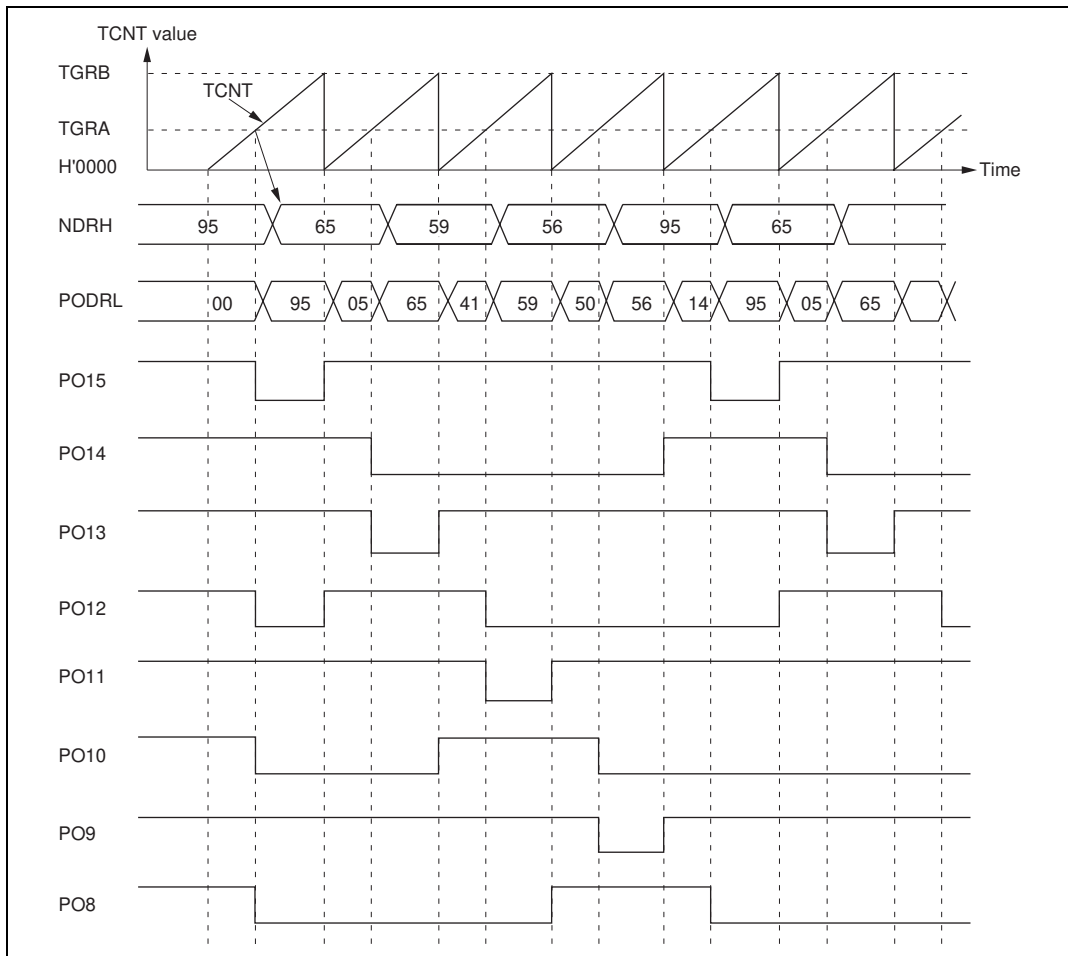 TCNT value
TGRB
TCNT
TGRA
H'0000
Time
NDRH 95 65 59 56 95 65
PODRL 00 95 05 65 41 59 50 56 14 95 05 65
PO15
PO14
PO13
PO12
PO11
PO10
PO9
PO8